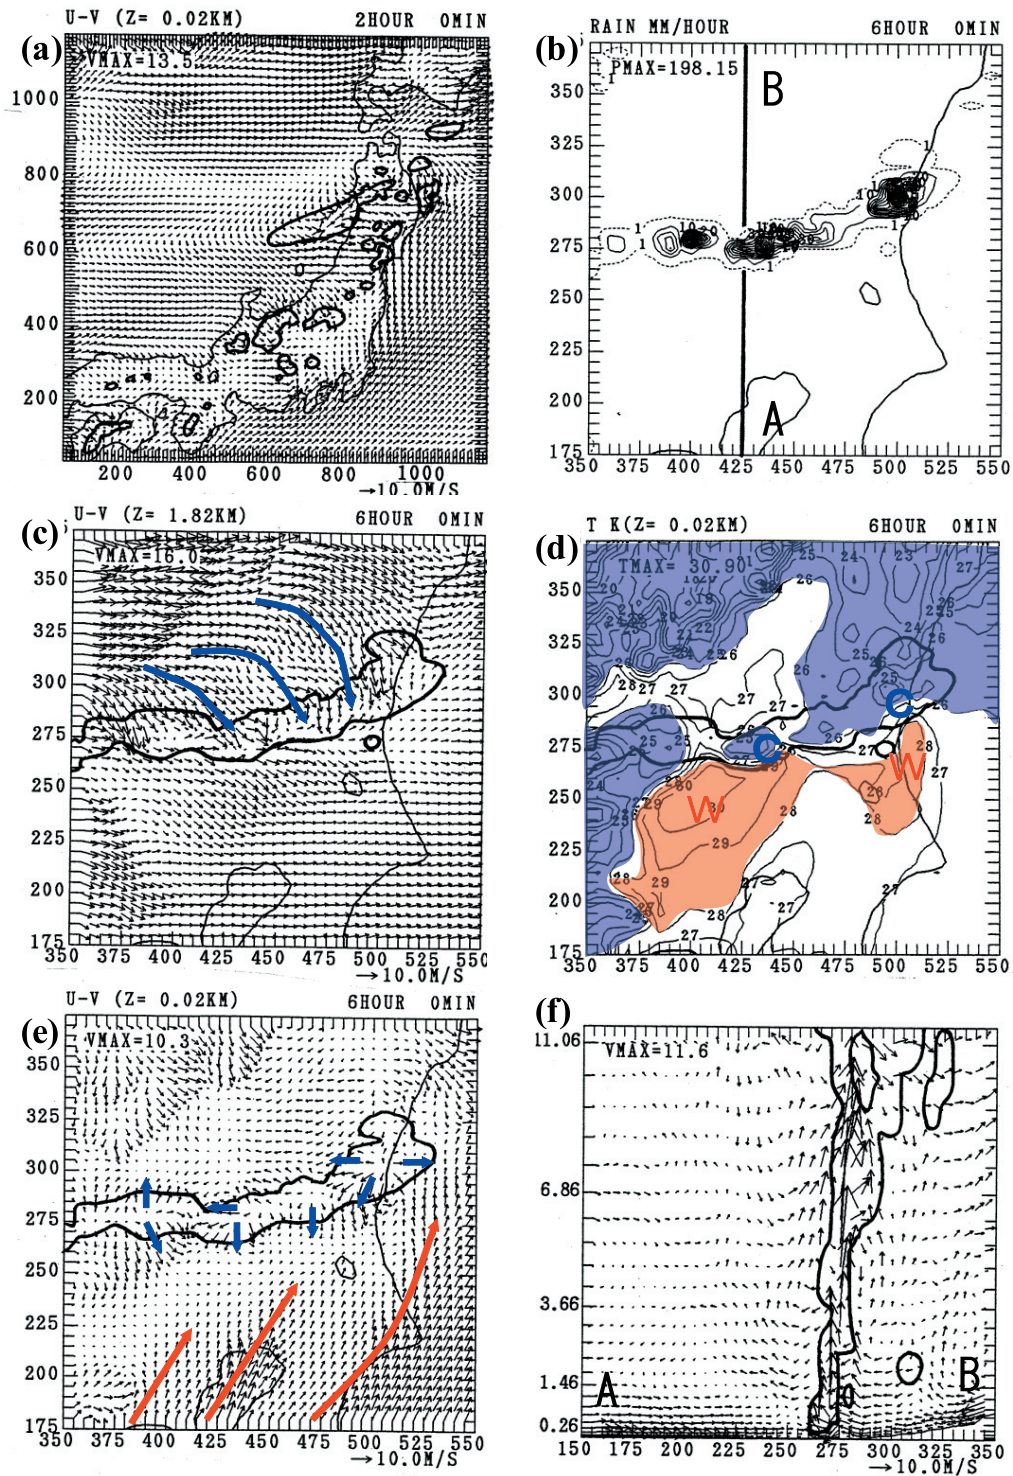 (a)
U-V (Z= 0.02KM) 2HOUR 0MIN
VMAX=13.5
1000
800
600
400
200
200 400 600 800 1000
→10.0M/S
(b)
RAIN MM/HOUR 6HOUR 0MIN
PMAX=198.15
B
A
350
325
300
275
250
225
200
175
350 375 400 425 450 475 500 525 550
(c)
U-V (Z= 1.82KM) 6HOUR 0MIN
VMAX=16.0
350
325
300
275
250
225
200
175
350 375 400 425 450 475 500 525 550
→10.0M/S
(d)
T K(Z= 0.02KM) 6HOUR 0MIN
TMAX= 30.90
C
C
W
W
350
325
300
275
250
225
200
175
350 375 400 425 450 475 500 525 550
(e)
U-V (Z= 0.02KM) 6HOUR 0MIN
VMAX=10.3
350
325
300
275
250
225
200
175
350 375 400 425 450 475 500 525 550
→10.0M/S
(f)
VMAX=11.6
11.06
6.86
3.66
1.46
0.26
A
B
150 175 200 225 250 275 300 325 350
→10.0M/S